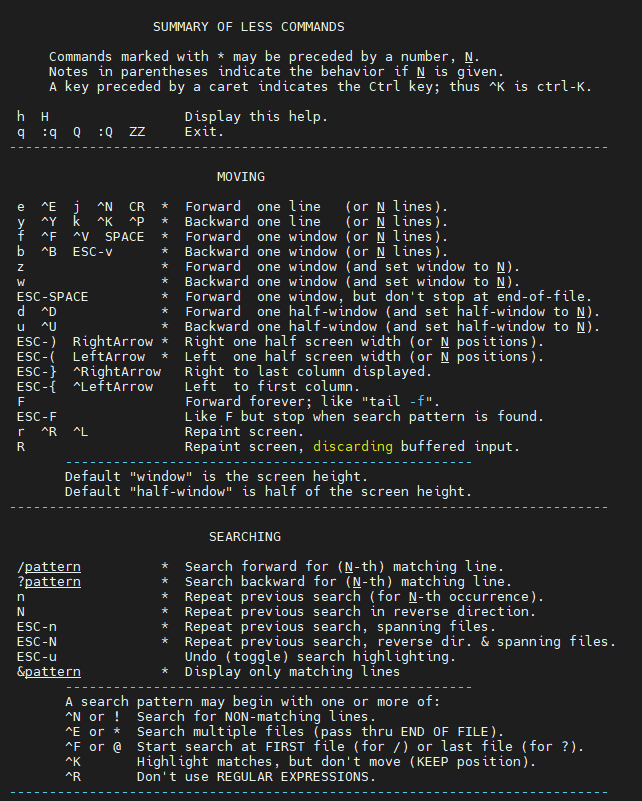 SUMMARY OF LESS COMMANDS
Commands marked with * may be preceded by a number, N.
Notes in parentheses indicate the behavior if N is given.
A key preceded by a caret indicates the Ctrl key; thus ^K is ctrl-K.
h  H                    Display this help.
q  :q  Q  :Q  ZZ     Exit.
---------------------------------------------------------------------------
MOVING
e  ^E  j  ^N  CR  *  Forward  one line   (or N lines).
y  ^Y  k  ^K  ^P  *  Backward one line   (or N lines).
f  ^F  ^V  SPACE  *  Forward  one window (or N lines).
b  ^B  ESC-v      *  Backward one window (or N lines).
z                 *  Forward  one window (and set window to N).
w                 *  Backward one window (and set window to N).
ESC-SPACE         *  Forward  one window, but don't stop at end-of-file.
d  ^D             *  Forward  one half-window (and set half-window to N).
u  ^U             *  Backward one half-window (and set half-window to N).
ESC-)  RightArrow *  Right one half screen width (or N positions).
ESC-(  LeftArrow  *  Left  one half screen width (or N positions).
ESC-}  ^RightArrow   Right to last column displayed.
ESC-{  ^LeftArrow    Left  to first column.
F                    Forward forever; like "tail -f".
ESC-F                Like F but stop when search pattern is found.
r  ^R  ^L            Repaint screen.
R                    Repaint screen, discarding buffered input.
---------------------------------------------------
Default "window" is the screen height.
Default "half-window" is half of the screen height.
---------------------------------------------------------------------------
SEARCHING
/pattern          *  Search forward for (N-th) matching line.
?pattern          *  Search backward for (N-th) matching line.
n                 *  Repeat previous search (for N-th occurrence).
N                 *  Repeat previous search in reverse direction.
ESC-n             *  Repeat previous search, spanning files.
ESC-N             *  Repeat previous search, reverse dir. & spanning files.
ESC-u                Undo (toggle) search highlighting.
&pattern          *  Display only matching lines
---------------------------------------------------
A search pattern may begin with one or more of:
^N or !  Search for NON-matching lines.
^E or *  Search multiple files (pass thru END OF FILE).
^F or @  Start search at FIRST file (for /) or last file (for ?).
^K       Highlight matches, but don't move (KEEP position).
^R       Don't use REGULAR EXPRESSIONS.
---------------------------------------------------------------------------